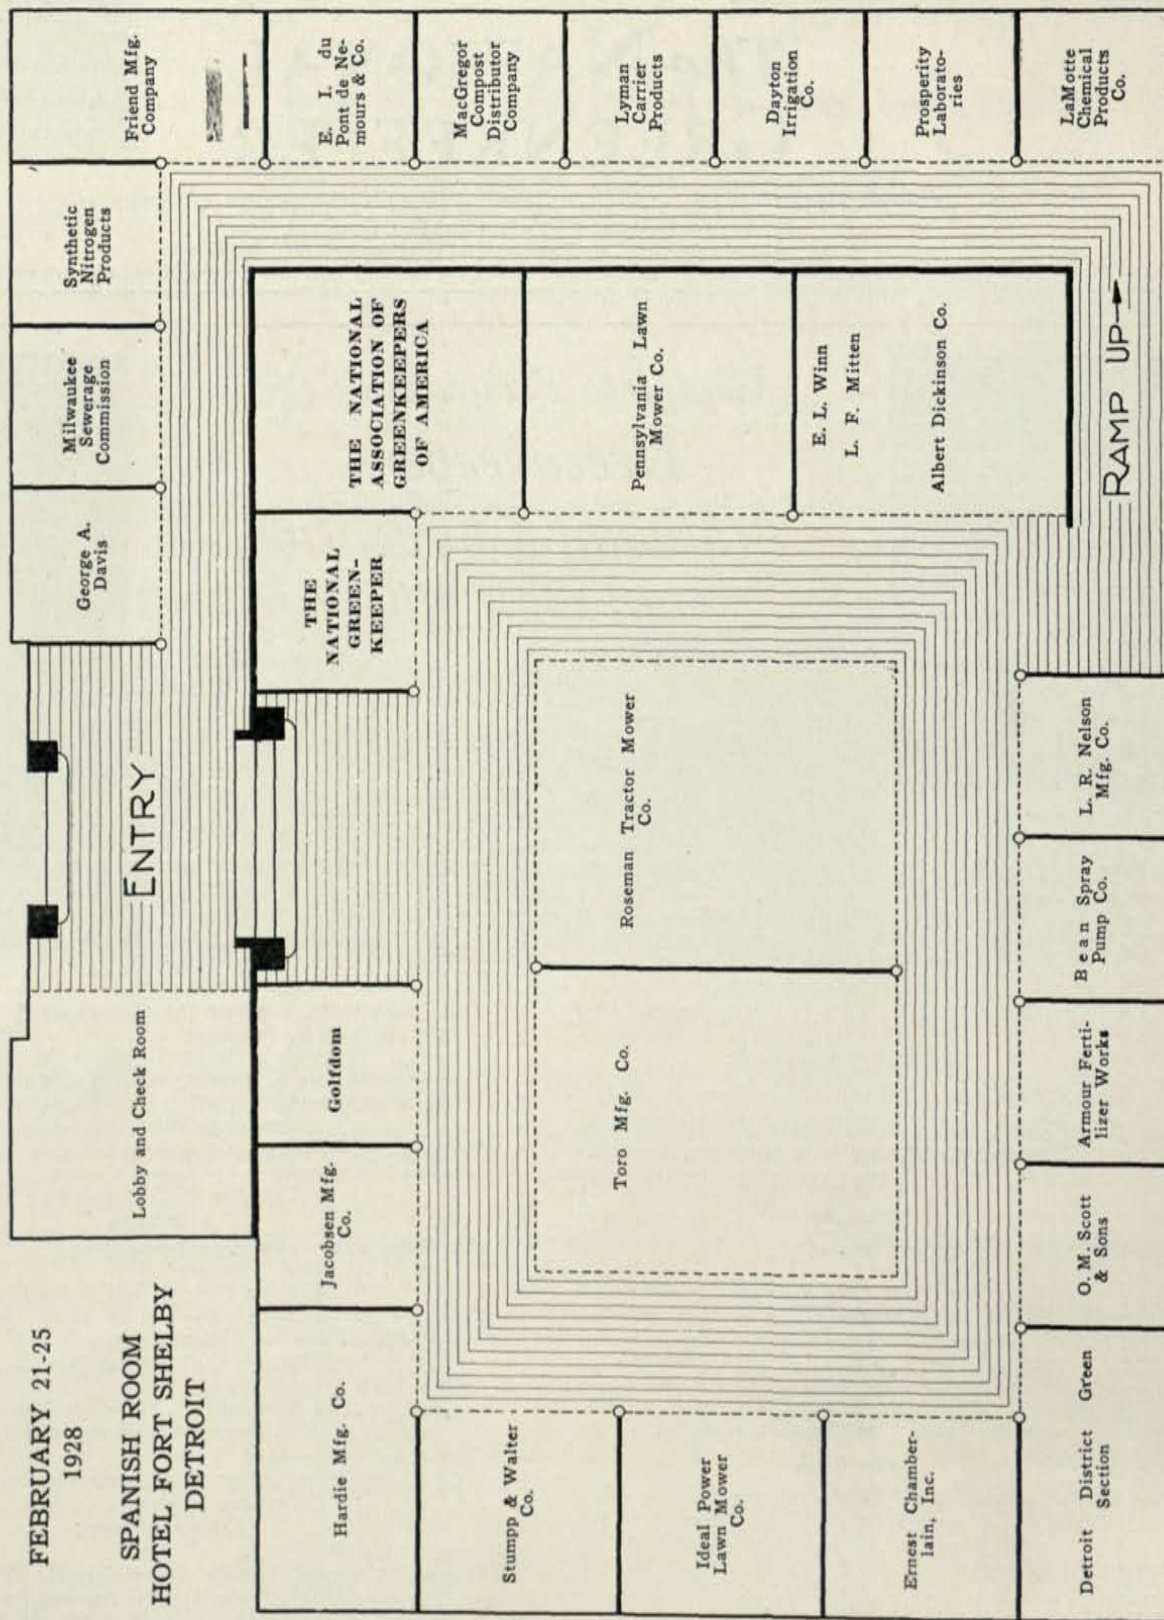 FEBRUARY 21-25
1928
SPANISH ROOM
HOTEL FORT SHELBY
DETROIT
Lobby and Check Room
ENTRY
George A.
Davis
Milwaukee
Sewerage
Commission
Synthetic
Nitrogen
Products
Friend Mfg.
Company
E. I. du
Pont de Ne-
mours & Co.
MacGregor
Compost
Distributor
Company
Lyman
Carrier
Products
Dayton
Irrigation
Co.
Prosperity
Laborato-
ries
LaMotte
Chemical
Products
Co.
Hardie Mfg. Co.
Jacobsen Mfg.
Co.
Golfdom
THE
NATIONAL
GREEN-
KEEPER
THE NATIONAL
ASSOCIATION OF
GREENKEEPERS
OF AMERICA
Pennsylvania Lawn
Mower Co.
E. L. Winn
L. F. Mitten
Albert Dickinson Co.
RAMP UP
Stumpp & Walter
Co.
Ideal Power
Lawn Mower
Co.
Ernest Chamber-
lain, Inc.
Toro Mfg. Co.
Roseman Tractor Mower
Co.
Detroit District Green
Section
O. M. Scott
& Sons
Armour Ferti-
lizer Works
Bean Spray
Pump Co.
L. R. Nelson
Mfg. Co.